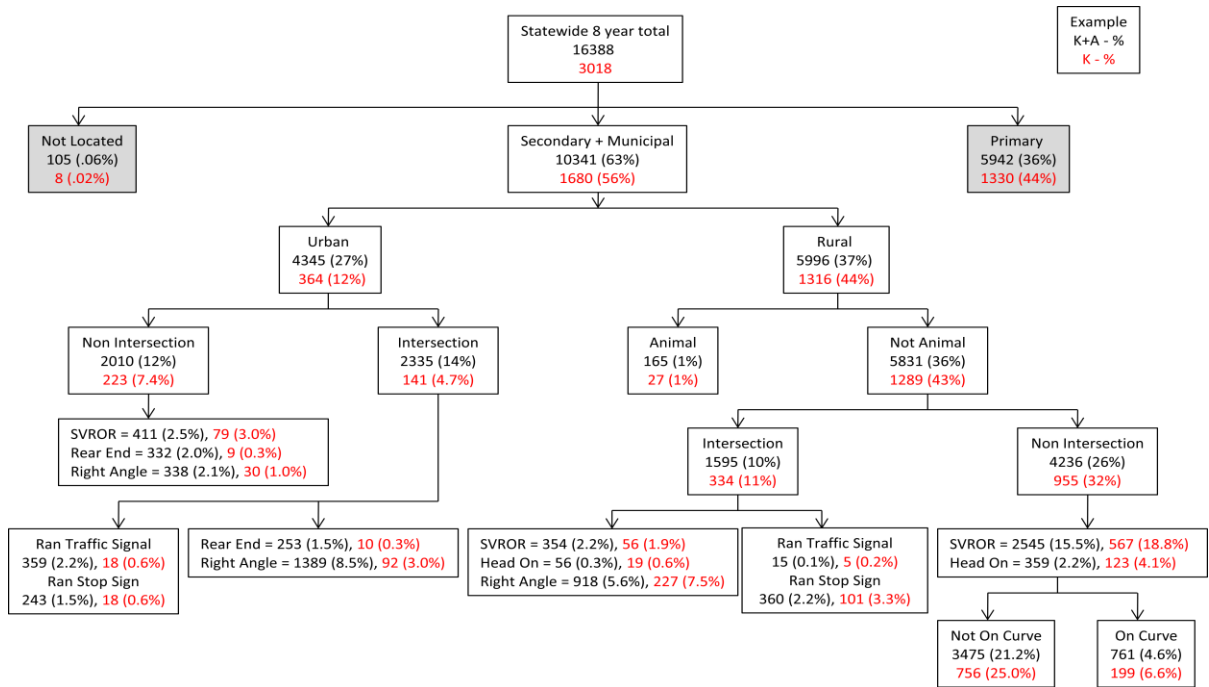 Statewide 8 year total
16388
3018
Example
K+A - %
K - %
Not Located
105 (.06%)
8 (.02%)
Secondary + Municipal
10341 (63%)
1680 (56%)
Primary
5942 (36%)
1330 (44%)
Urban
4345 (27%)
364 (12%)
Rural
5996 (37%)
1316 (44%)
Non Intersection
2010 (12%)
223 (7.4%)
Intersection
2335 (14%)
141 (4.7%)
Animal
165 (1%)
27 (1%)
Not Animal
5831 (36%)
1289 (43%)
SVROR = 411 (2.5%), 79 (3.0%)
Rear End = 332 (2.0%), 9 (0.3%)
Right Angle = 338 (2.1%), 30 (1.0%)
Intersection
1595 (10%)
334 (11%)
Non Intersection
4236 (26%)
955 (32%)
Ran Traffic Signal
359 (2.2%), 18 (0.6%)
Ran Stop Sign
243 (1.5%), 18 (0.6%)
Rear End = 253 (1.5%), 10 (0.3%)
Right Angle = 1389 (8.5%), 92 (3.0%)
SVROR = 354 (2.2%), 56 (1.9%)
Head On = 56 (0.3%), 19 (0.6%)
Right Angle = 918 (5.6%), 227 (7.5%)
Ran Traffic Signal
15 (0.1%), 5 (0.2%)
Ran Stop Sign
360 (2.2%), 101 (3.3%)
SVROR = 2545 (15.5%), 567 (18.8%)
Head On = 359 (2.2%), 123 (4.1%)
Not On Curve
3475 (21.2%)
756 (25.0%)
On Curve
761 (4.6%)
199 (6.6%)